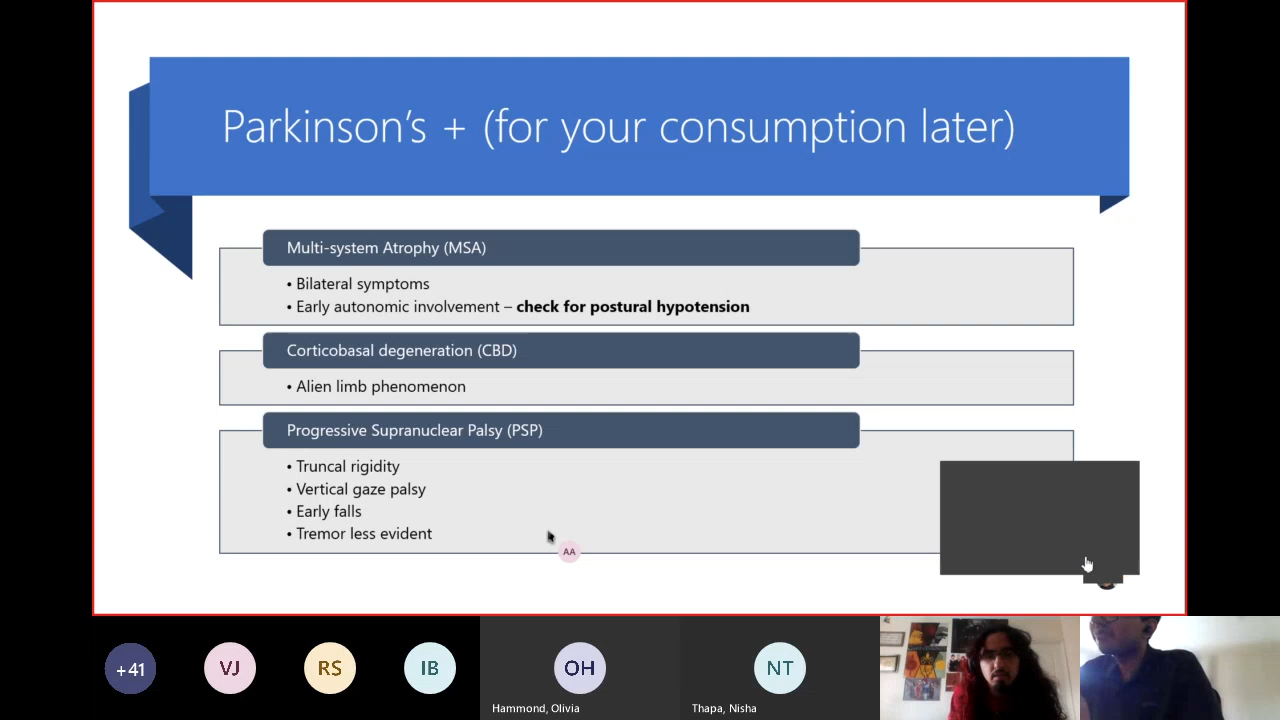 Parkinson's + (for your consumption later)
Multi-system Atrophy (MSA)
• Bilateral symptoms
• Early autonomic involvement – check for postural hypotension
Corticobasal degeneration (CBD)
• Alien limb phenomenon
Progressive Supranuclear Palsy (PSP)
• Truncal rigidity
• Vertical gaze palsy
• Early falls
• Tremor less evident
AA
+41
VJ
RS
IB
OH
NT
Hammond, Olivia
Thapa, Nisha